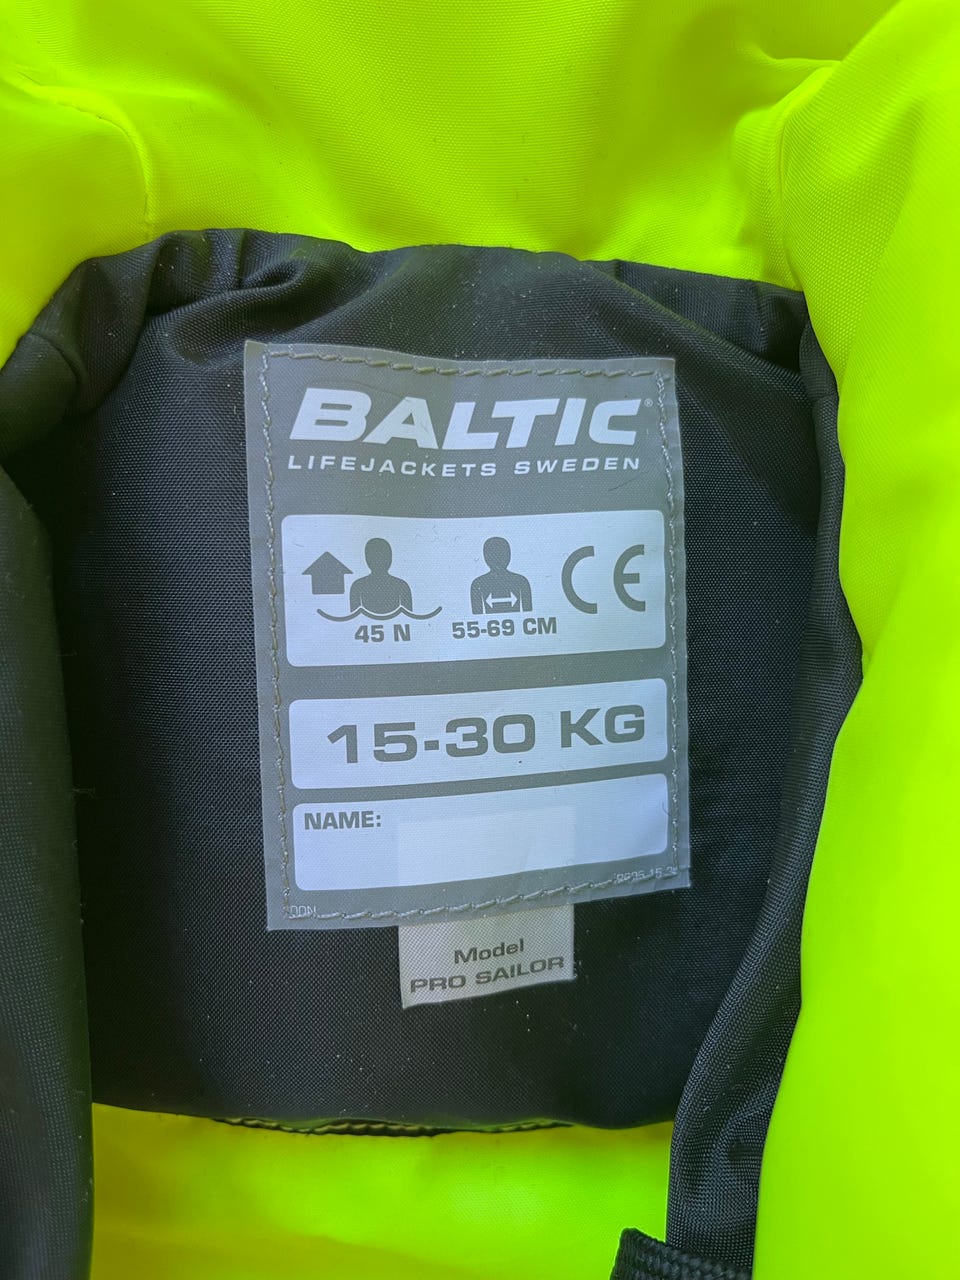 BALTIC®
LIFEJACKETS SWEDEN
45 N
55-69 CM
CE
15-30 KG
NAME:
Model
PRO SAILOR